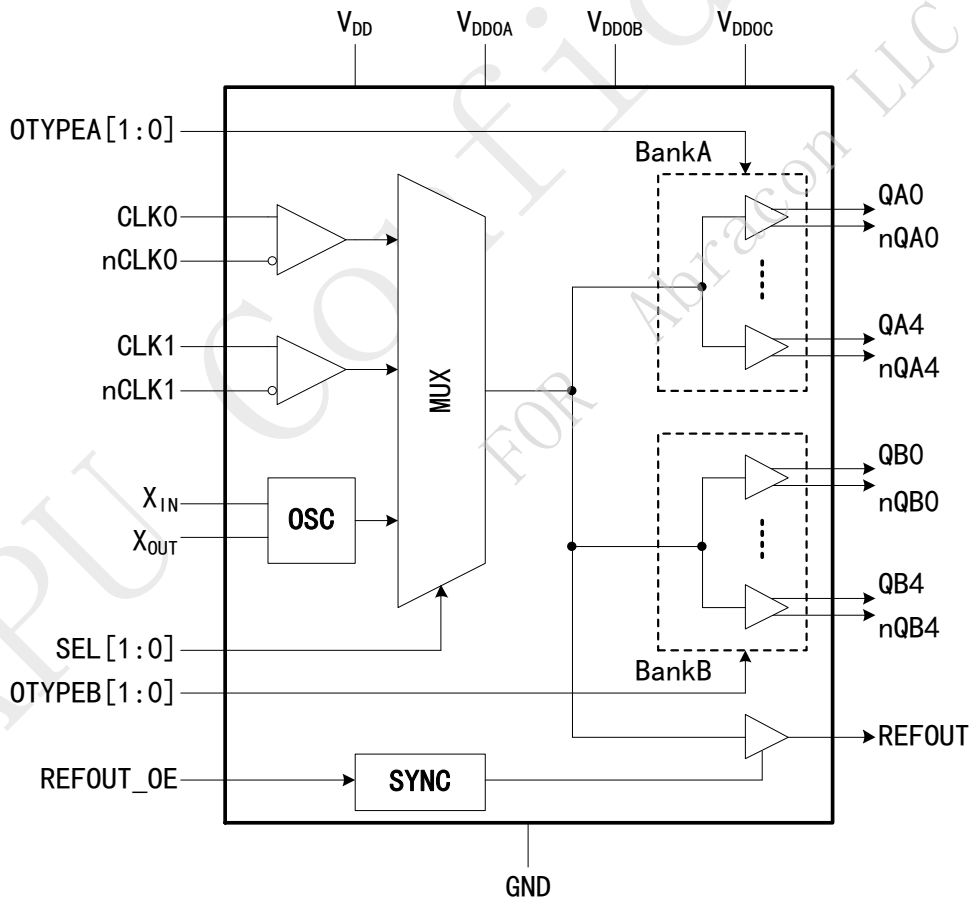 VDD VDDOA VDDOB VDDOC
OTYPEA[1:0]
BankA
CLK0
nCLK0
CLK1
nCLK1
MUX
QA0
nQA0
QA4
nQA4
XIN
XOUT
OSC
QB0
nQB0
QB4
nQB4
SEL[1:0]
OTYPEB[1:0]
BankB
REFOUT_OE
SYNC
REFOUT
GND
FOR Abracon LLC